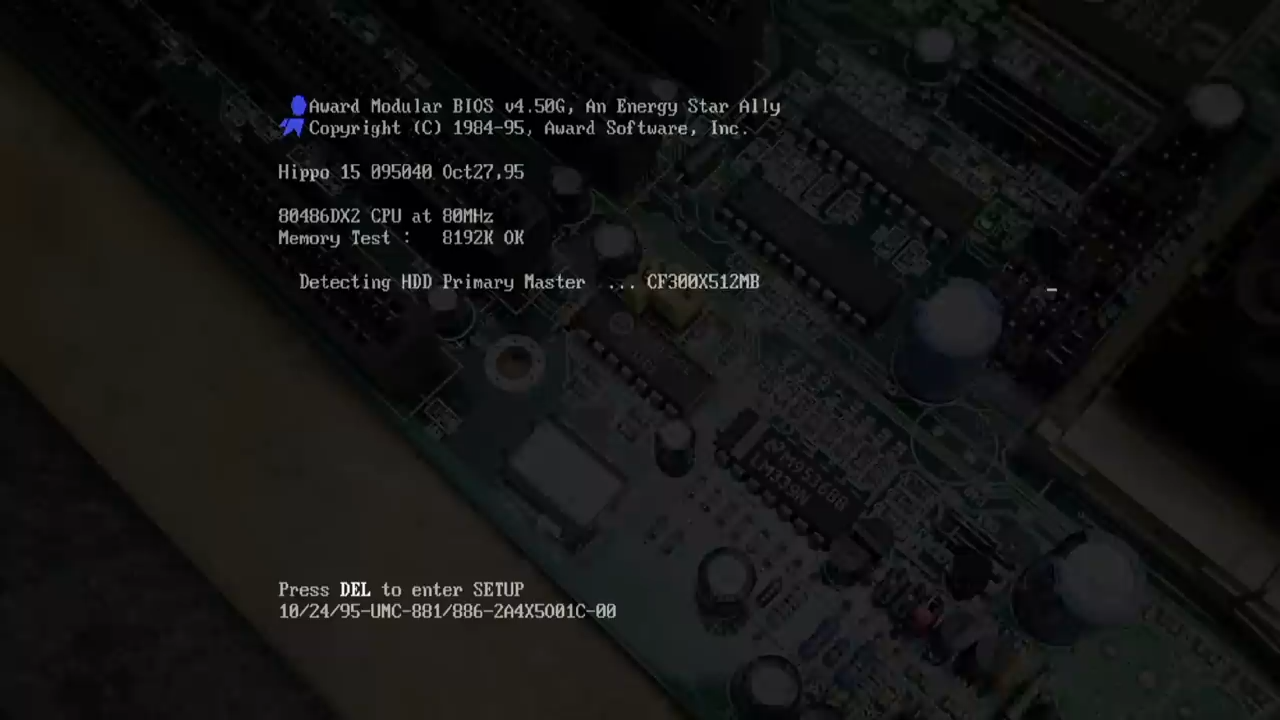 Award Modular BIOS v4.50G, An Energy Star Ally
Copyright (C) 1984-95, Award Software, Inc.
Hippo 15 095040 Oct27,95
80486DX2 CPU at 80MHz
Memory Test :   8192K OK
Detecting HDD Primary Master  ... CF300X512MB
LM339N
Press DEL to enter SETUP
10/24/95-UMC-881/886-2A4X5O01C-00